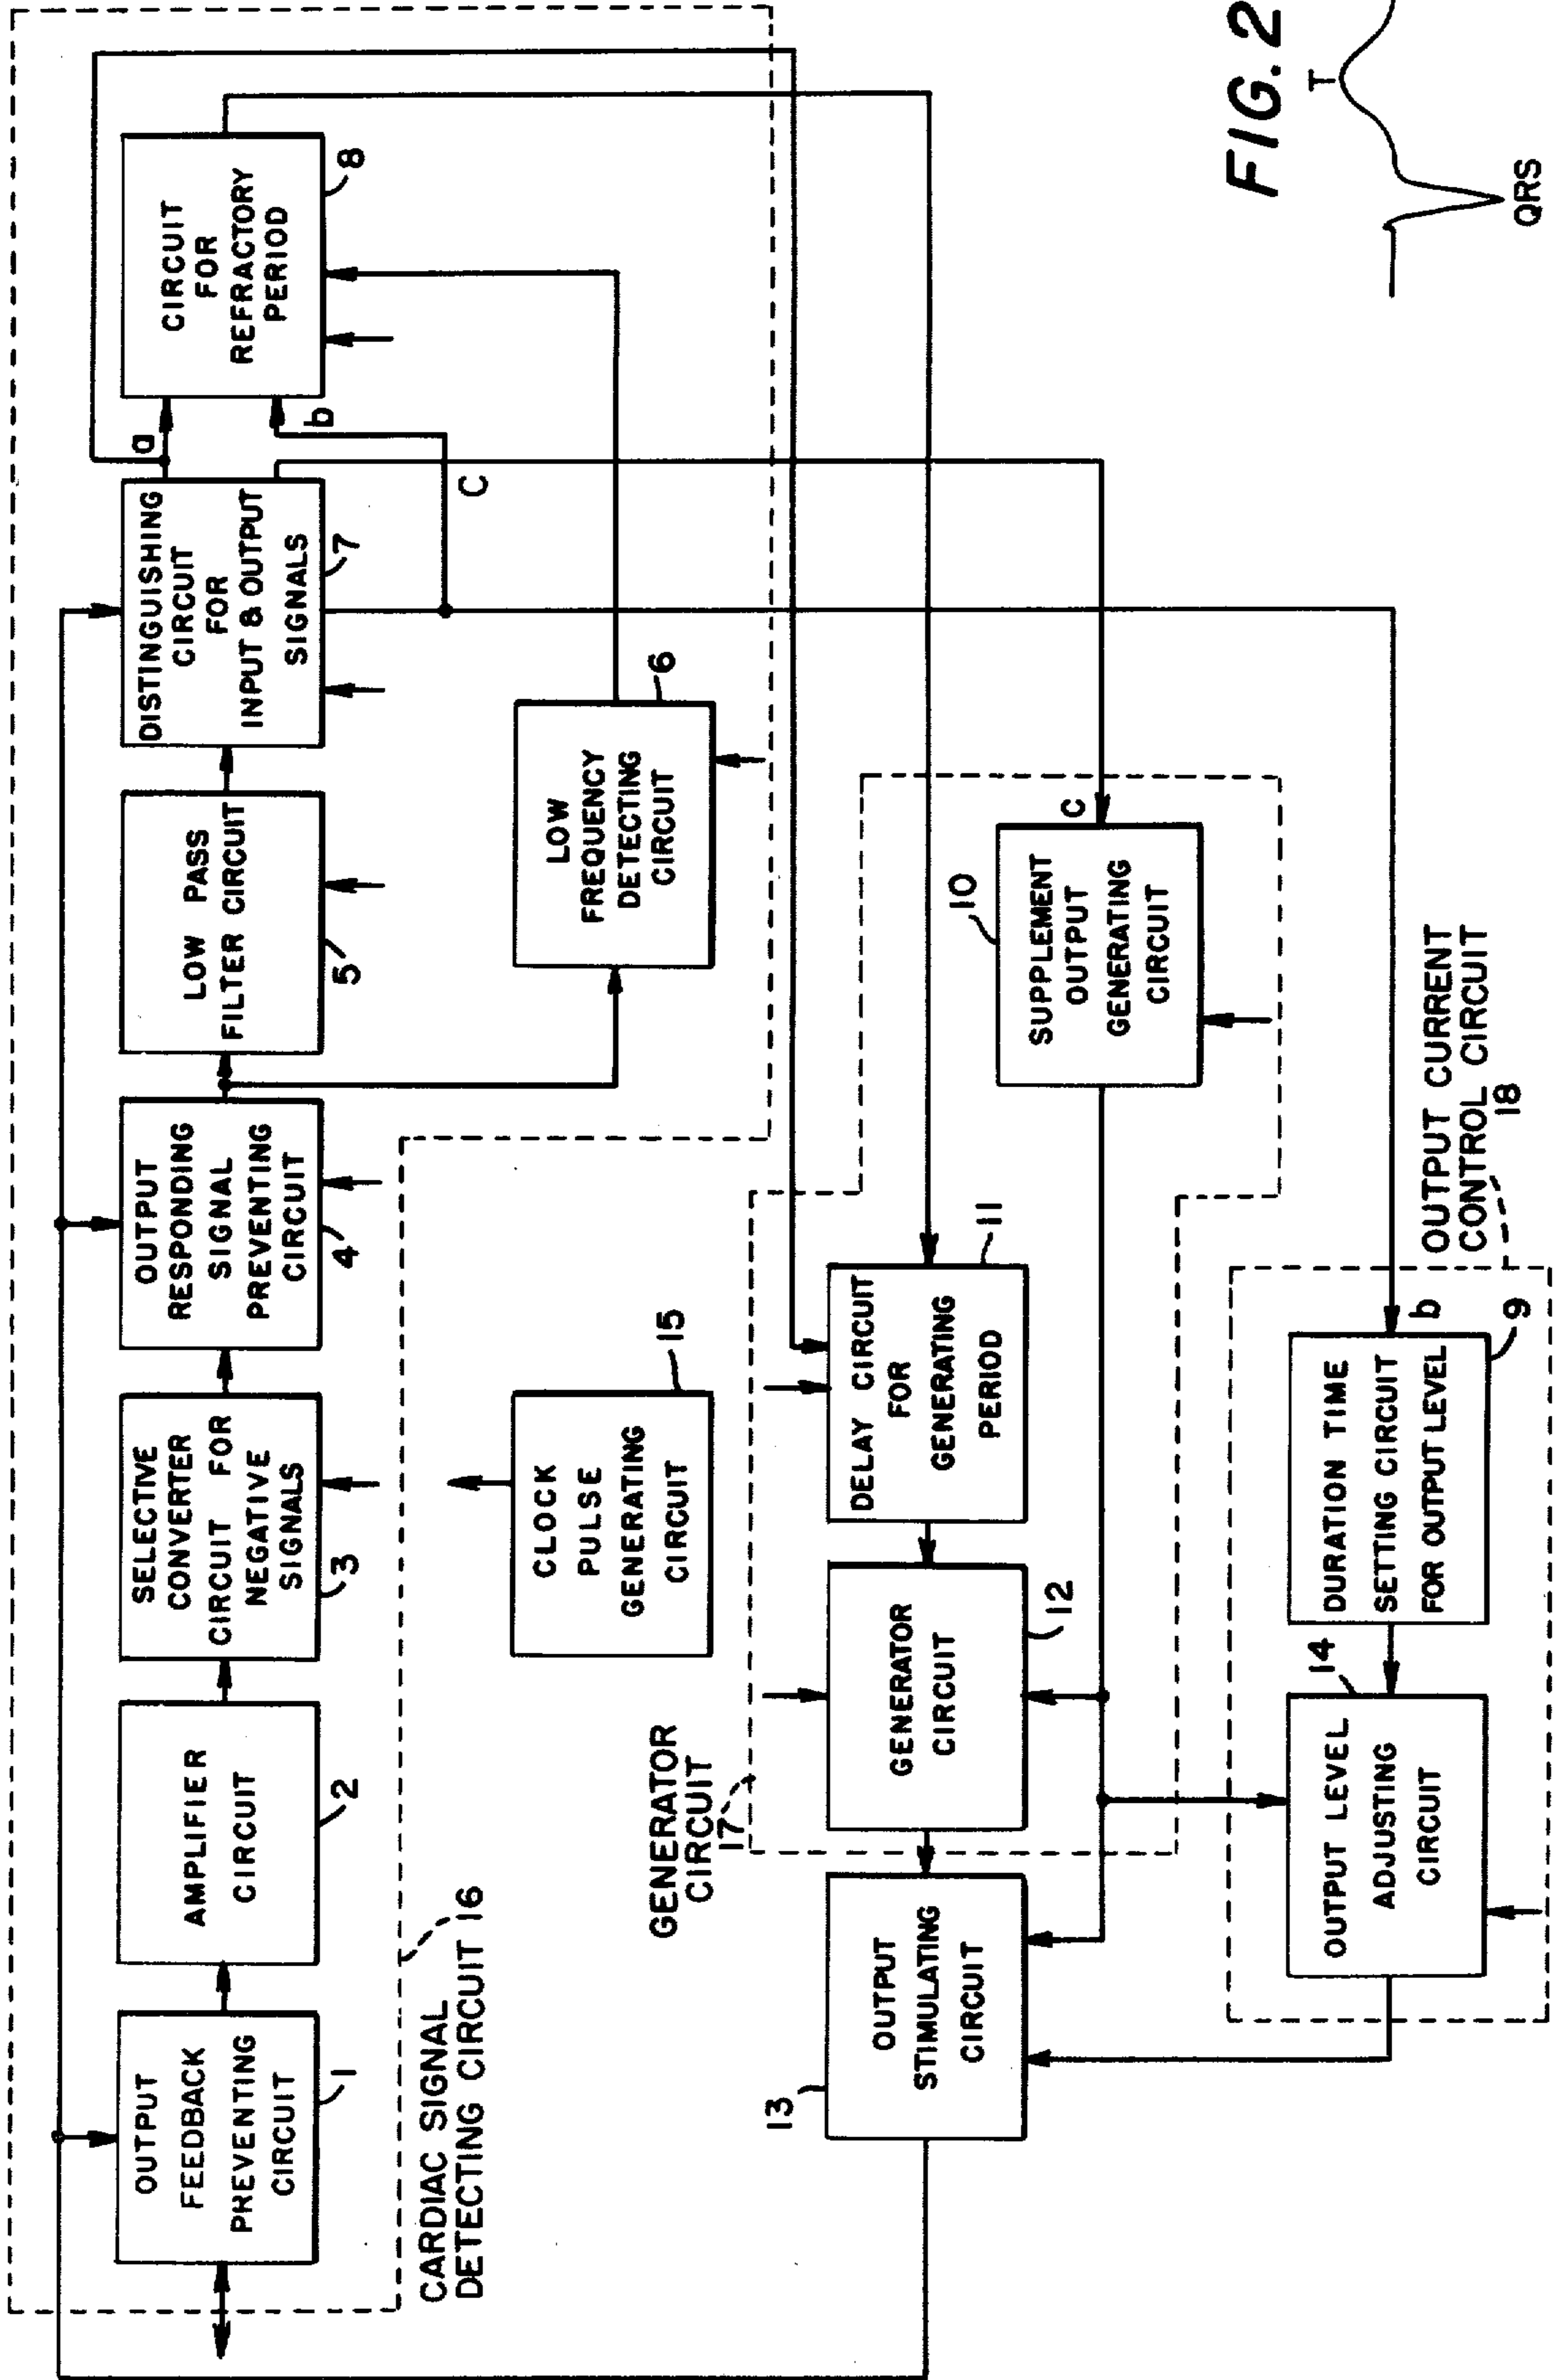 OUTPUT
FEEDBACK
PREVENTING
CIRCUIT
1
AMPLIFIER
CIRCUIT
2
SELECTIVE
CONVERTER
CIRCUIT FOR
NEGATIVE
SIGNALS
3
OUTPUT
RESPONDING
SIGNAL
PREVENTING
CIRCUIT
4
LOW PASS
FILTER CIRCUIT
5
DISTINGUISHING
CIRCUIT
FOR
INPUT & OUTPUT
SIGNALS
7
a
b
C
CIRCUIT
FOR
REFRACTORY
PERIOD
8
LOW
FREQUENCY
DETECTING
CIRCUIT
6
CARDIAC SIGNAL
DETECTING CIRCUIT 16
CLOCK
PULSE
GENERATING
CIRCUIT
15
GENERATOR
CIRCUIT
17
OUTPUT
STIMULATING
CIRCUIT
13
GENERATOR
CIRCUIT
12
DELAY CIRCUIT
FOR
GENERATING
PERIOD
11
10
SUPPLEMENT
OUTPUT
GENERATING
CIRCUIT
c
14
OUTPUT LEVEL
ADJUSTING
CIRCUIT
DURATION TIME
SETTING CIRCUIT
FOR OUTPUT LEVEL
b
9
OUTPUT CURRENT
CONTROL CIRCUIT
18
FIG. 2
T
QRS